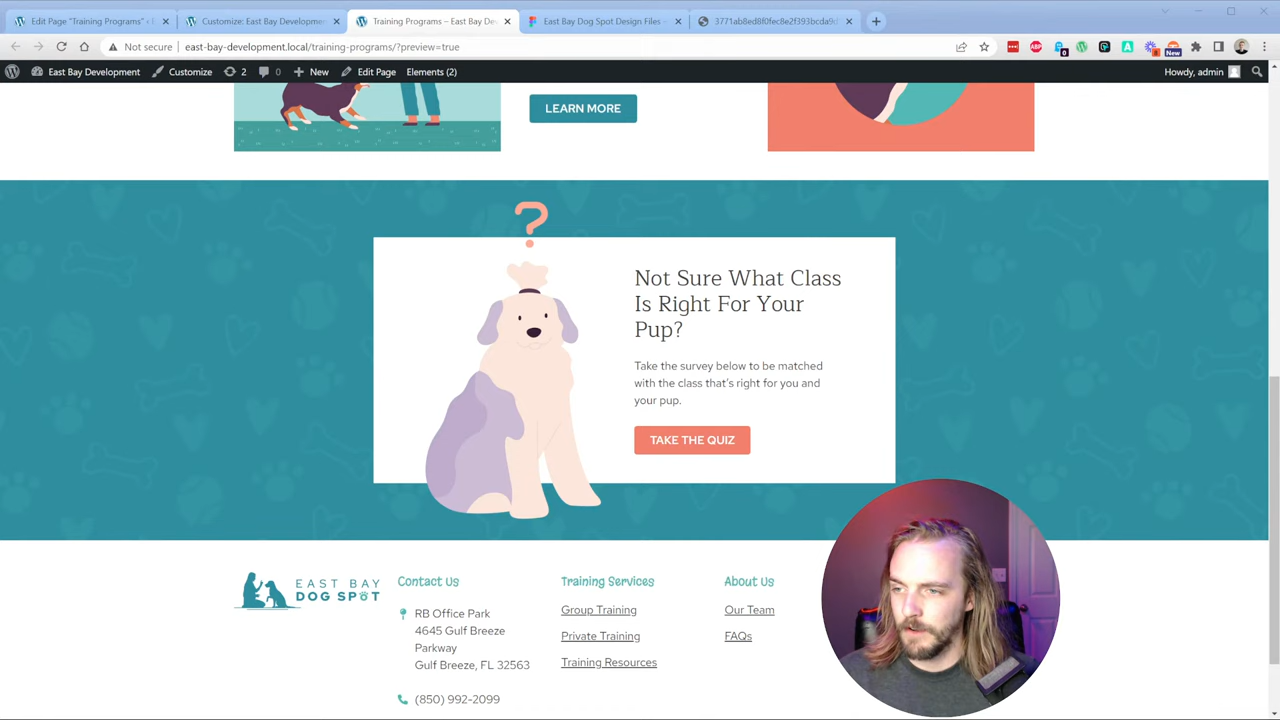 Edit Page "Training Programs" ‹
Customize: East Bay Developmen
Training Programs – East Bay De
East Bay Dog Spot Design Files –
3771ab8ed8f0fec8e2f393bcda9d
Not secure
east-bay-development.local/training-programs/?preview=true
ABP
New
East Bay Development
Customize
2
0
New
Edit Page
Elements (2)
Howdy, admin
LEARN MORE
?
Not Sure What Class
Is Right For Your
Pup?
Take the survey below to be matched
with the class that's right for you and
your pup.
TAKE THE QUIZ
EAST BAY
DOG SPOT
Contact Us
RB Office Park
4645 Gulf Breeze
Parkway
Gulf Breeze, FL 32563
(850) 992-2099
Training Services
Group Training
Private Training
Training Resources
About Us
Our Team
FAQs